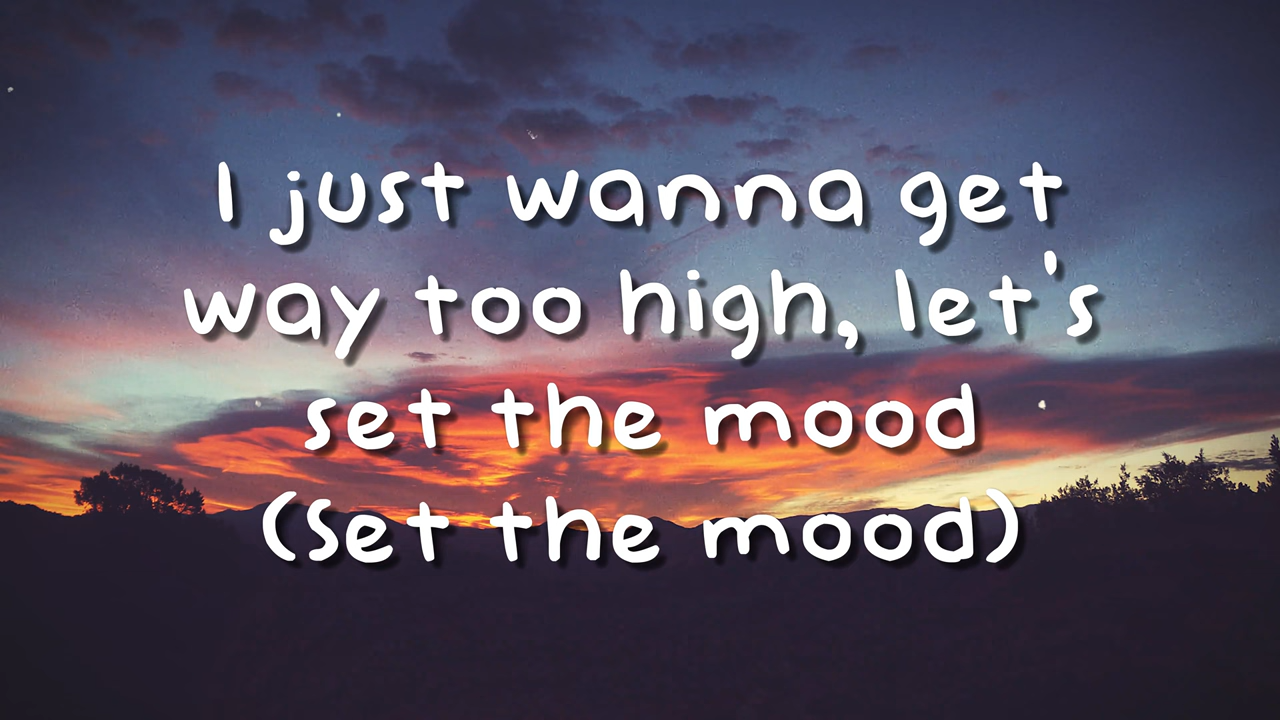 I just wanna get
way too high, let's
set the mood
(Set the mood)